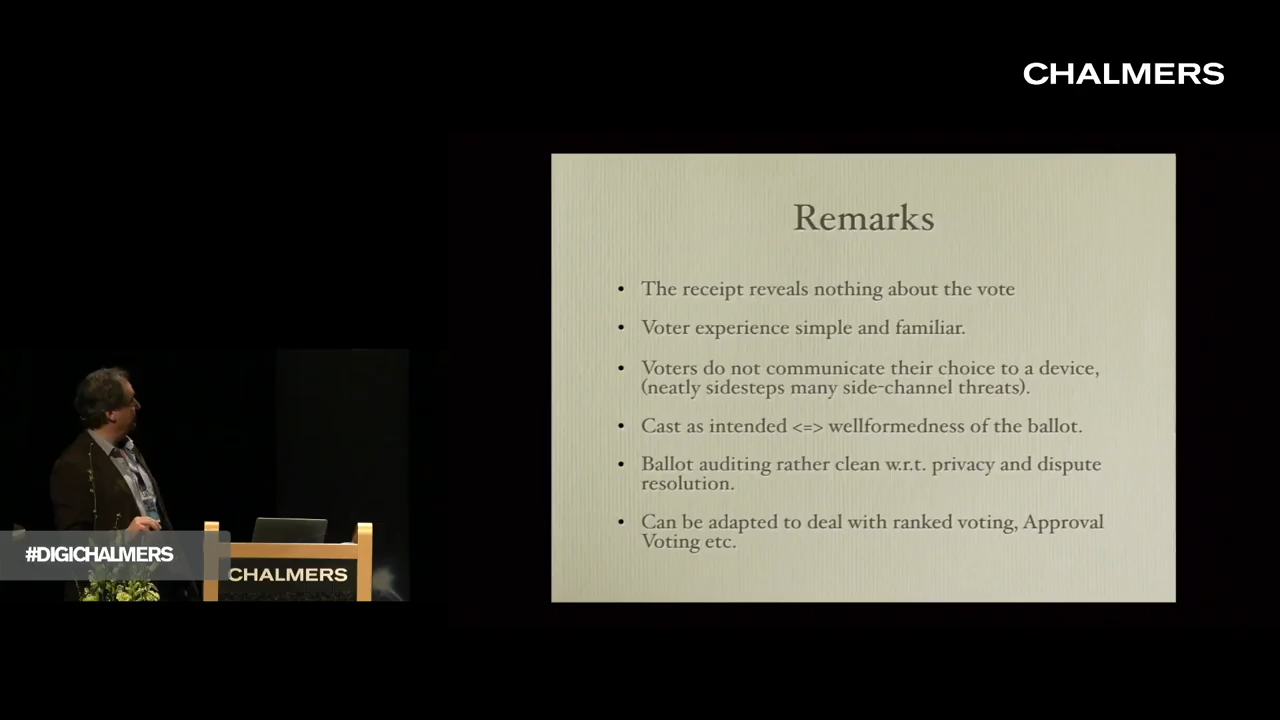 CHALMERS
Remarks
• The receipt reveals nothing about the vote
• Voter experience simple and familiar.
• Voters do not communicate their choice to a device,
(neatly sidesteps many side-channel threats).
• Cast as intended <=> wellformedness of the ballot.
• Ballot auditing rather clean w.r.t. privacy and dispute
resolution.
• Can be adapted to deal with ranked voting, Approval
Voting etc.
#DIGICHALMERS
CHALMERS